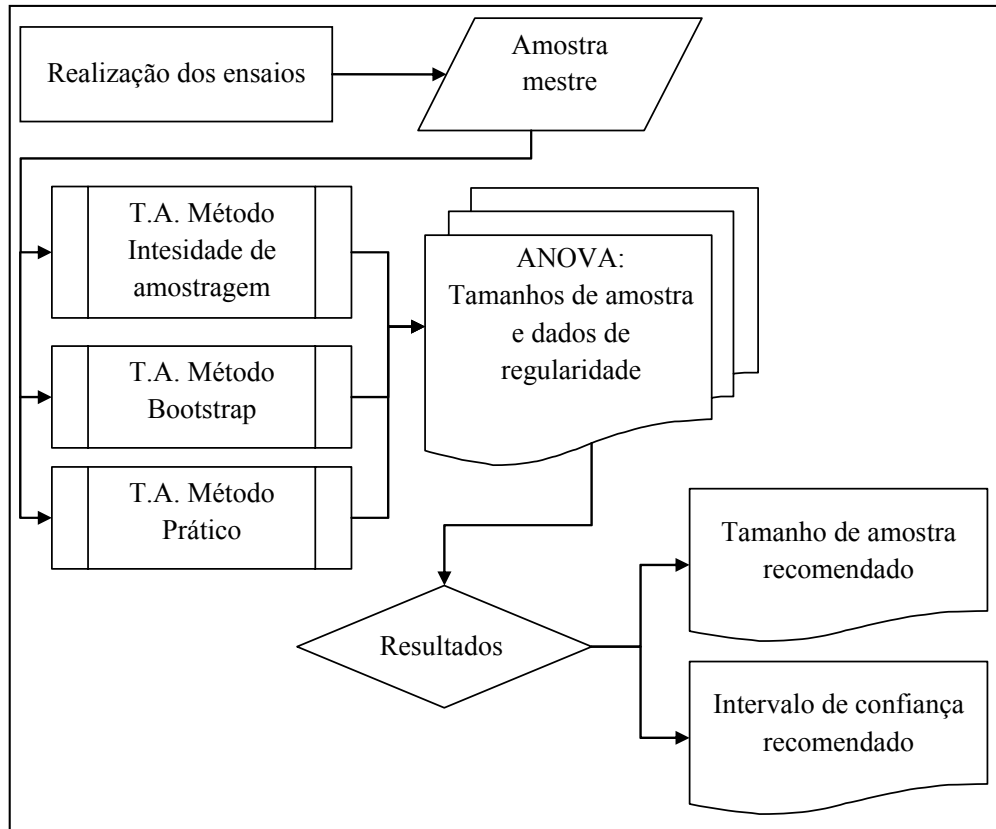 Realização dos ensaios
Amostra
mestre
T.A. Método
Intesidade de
amostragem
T.A. Método
Bootstrap
T.A. Método
Prático
ANOVA:
Tamanhos de amostra
e dados de
regularidade
Resultados
Tamanho de amostra
recomendado
Intervalo de confiança
recomendado